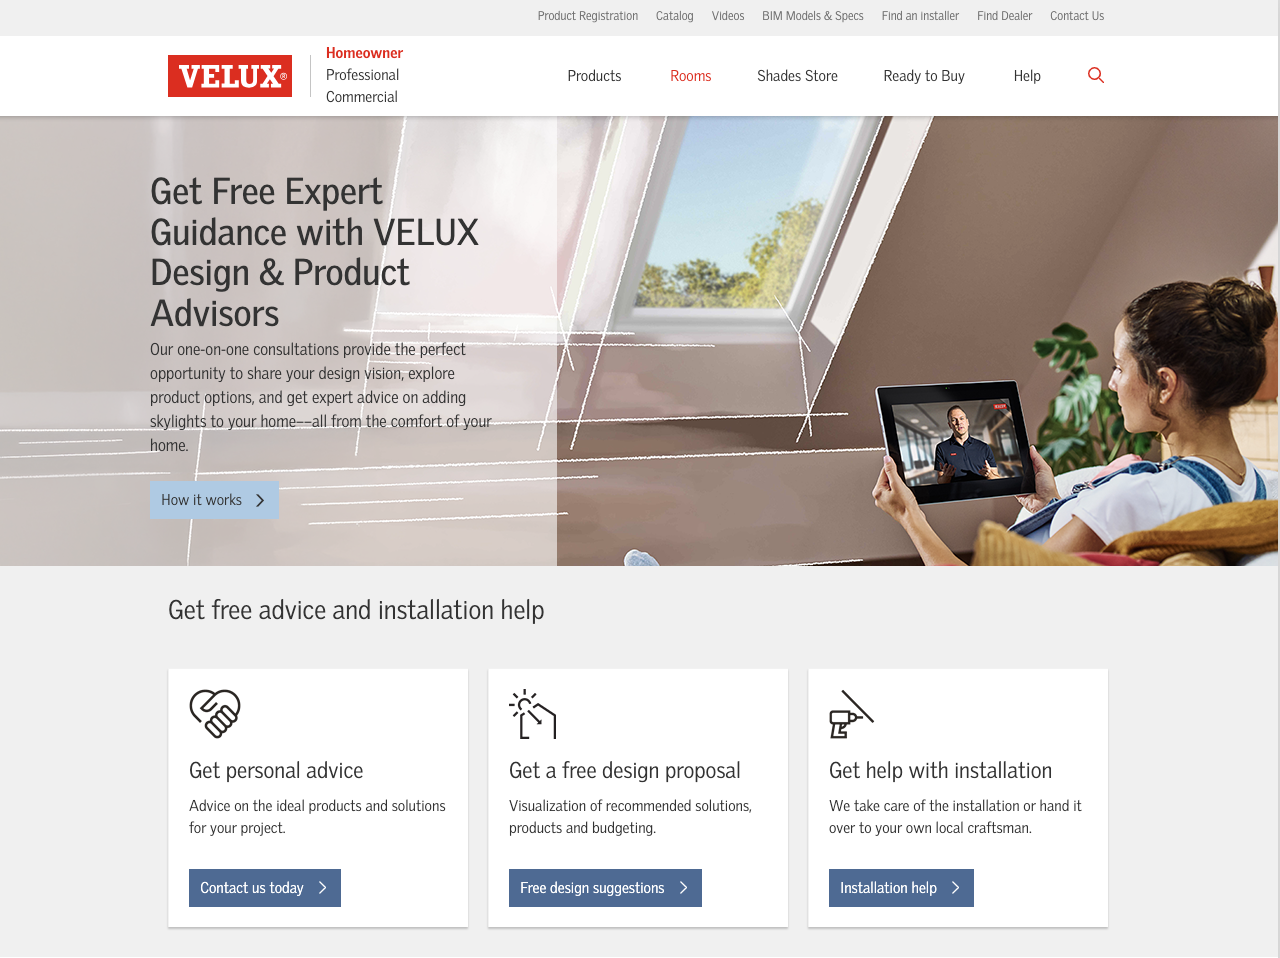 Product Registration
Catalog
Videos
BIM Models & Specs
Find an installer
Find Dealer
Contact Us
VELUX®
Homeowner
Professional
Commercial
Products
Rooms
Shades Store
Ready to Buy
Help
Get Free Expert
Guidance with VELUX
Design & Product
Advisors
Our one-on-one consultations provide the perfect
opportunity to share your design vision, explore
product options, and get expert advice on adding
skylights to your home––all from the comfort of your
home.
How it works
Get free advice and installation help
Get personal advice
Advice on the ideal products and solutions
for your project.
Contact us today
Get a free design proposal
Visualization of recommended solutions,
products and budgeting.
Free design suggestions
Get help with installation
We take care of the installation or hand it
over to your own local craftsman.
Installation help